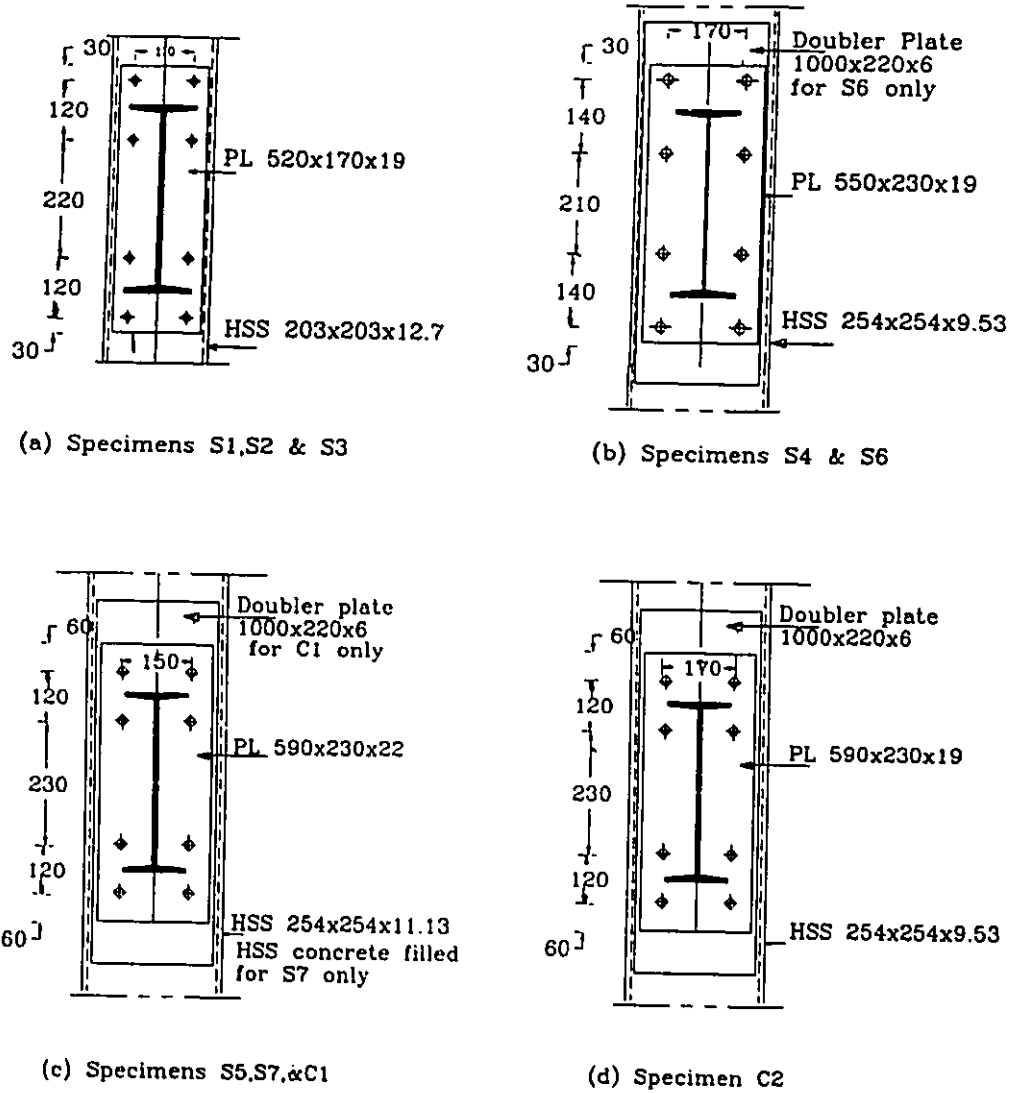 30
120
220
120
30
PL 520x170x19
HSS 203x203x12.7
(a) Specimens S1,S2 & S3
170
30
140
210
140
30
Doubler Plate
1000x220x6
for S6 only
PL 550x230x19
HSS 254x254x9.53
(b) Specimens S4 & S6
60
150
120
230
120
60
Doubler plate
1000x220x6
for C1 only
PL 590x230x22
HSS 254x254x11.13
HSS concrete filled
for S7 only
(c) Specimens S5,S7,&C1
60
170
120
230
120
60
Doubler plate
1000x220x6
PL 590x230x19
HSS 254x254x9.53
(d) Specimen C2